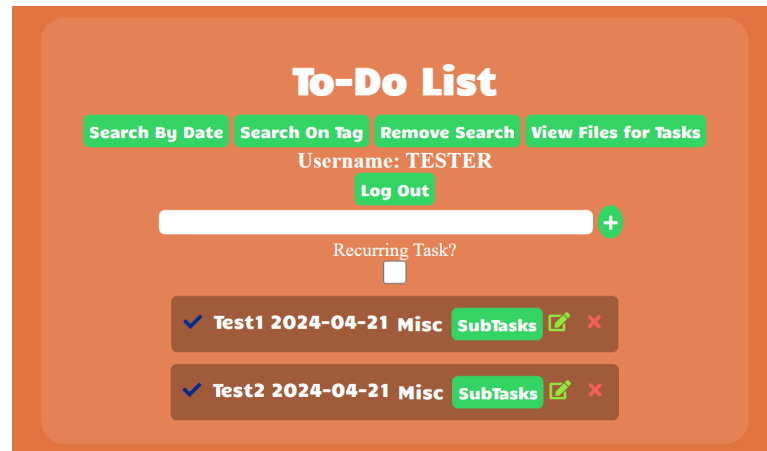 To-Do List
Search By Date Search On Tag Remove Search View Files for Tasks
Username: TESTER
Log Out
+
Recurring Task?
Test1 2024-04-21 Misc SubTasks
Test2 2024-04-21 Misc SubTasks